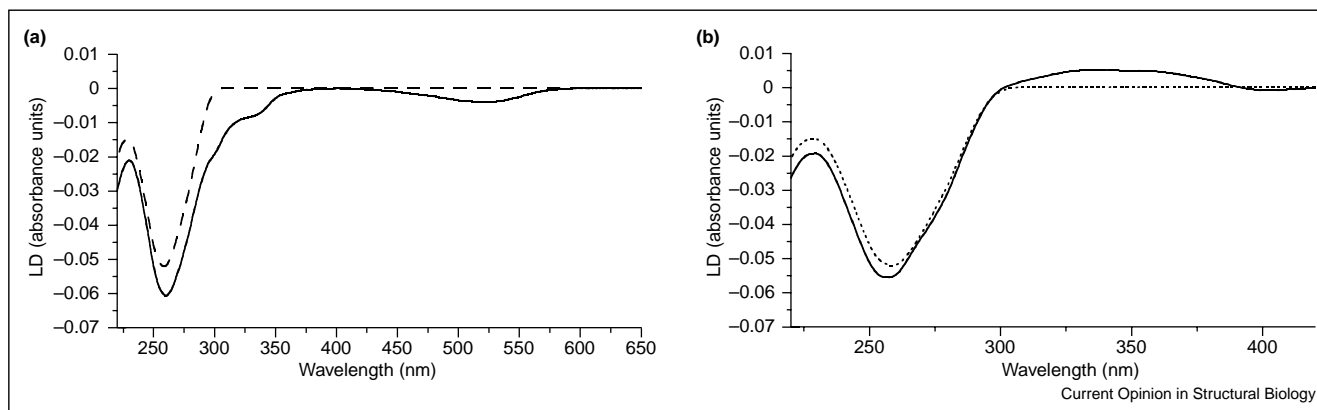 (a)
0.01
0
–0.01
–0.02
–0.03
–0.04
–0.05
–0.06
–0.07
LD (absorbance units)
250 300 350 400 450 500 550 600 650
Wavelength (nm)
(b)
0.01
0
–0.01
–0.02
–0.03
–0.04
–0.05
–0.06
–0.07
LD (absorbance units)
250 300 350 400
Wavelength (nm)
Current Opinion in Structural Biology